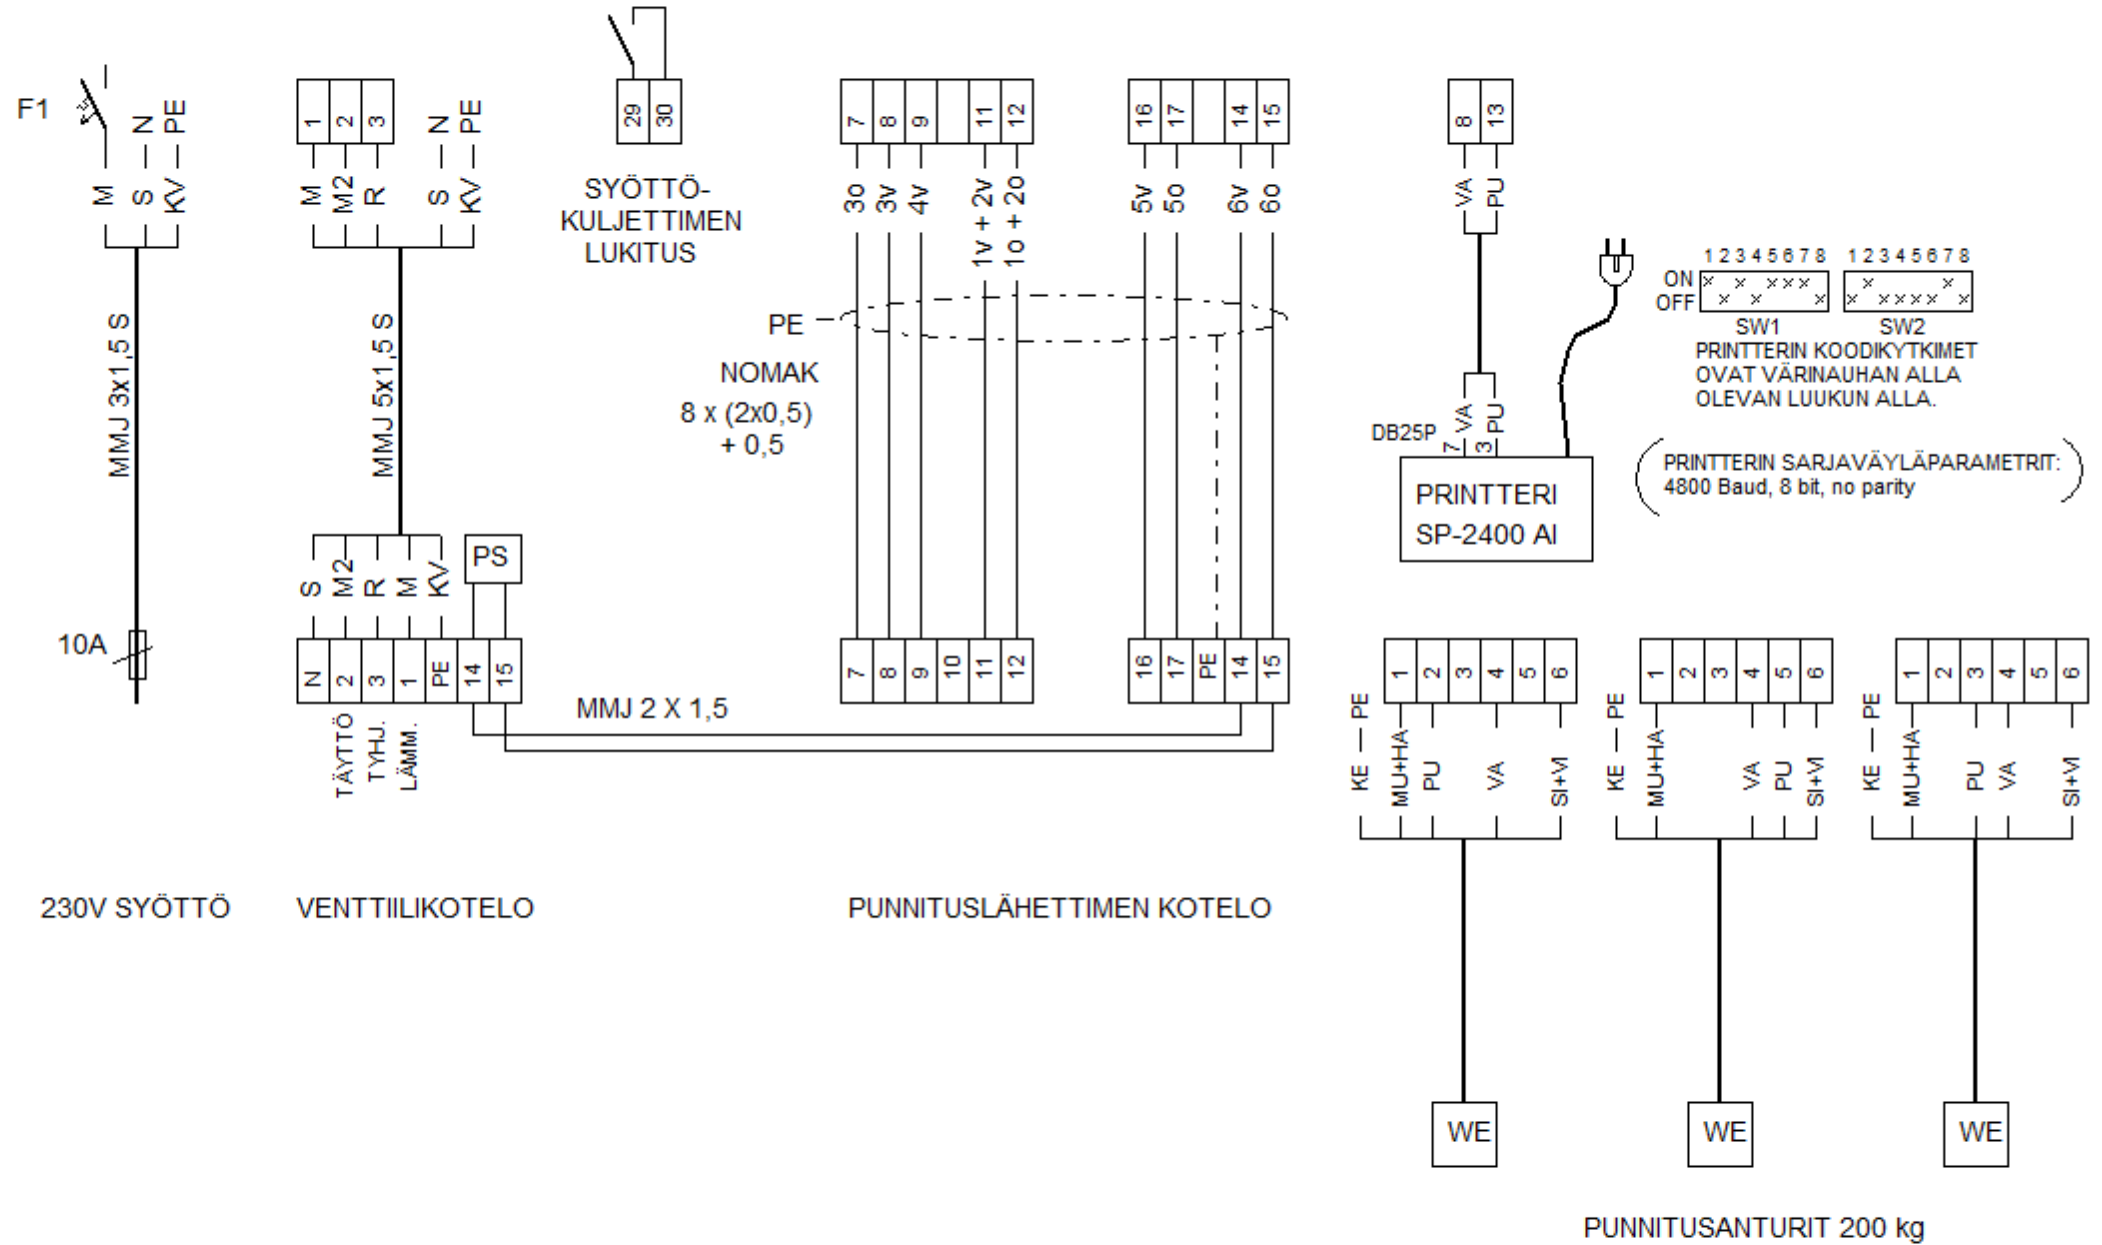 F1
N
PE
M
S
KV
MMJ 3x1,5 S
10A
230V SYÖTTÖ
1
2
3
N
PE
M
M2
R
S
KV
MMJ 5x1,5 S
S
M2
R
M
KV
PS
N
2
3
1
PE
14
15
TÄYTTÖ
TYHJ.
LÄMM.
MMJ 2 X 1,5
VENTTIILIKOTELO
29
30
SYÖTTÖ-
KULJETTIMEN
LUKITUS
7
8
9
11
12
3o
3v
4v
1v + 2v
1o + 2o
16
17
14
15
5v
5o
6v
6o
PE
NOMAK
8 x (2x0,5)
+ 0,5
7
8
9
10
11
12
16
17
PE
14
15
PUNNITUSLÄHETTIMEN KOTELO
8
13
VA
PU
VA
PU
DB25P
7
3
PRINTTERI
SP-2400 AI
1 2 3 4 5 6 7 8
1 2 3 4 5 6 7 8
ON
OFF
SW1
SW2
PRINTTERIN KOODIKYTKIMET
OVAT VÄRINAUHAN ALLA
OLEVAN LUUKUN ALLA.
PRINTTERIN SARJAVÄYLÄPARAMETRIT:
4800 Baud, 8 bit, no parity
1
2
3
4
5
6
PE
KE
MU+HA
PU
VA
SI+VI
WE
1
2
3
4
5
6
PE
KE
MU+HA
VA
PU
SI+VI
WE
1
2
3
4
5
6
PE
KE
MU+HA
PU
VA
SI+VI
WE
PUNNITUSANTURIT 200 kg